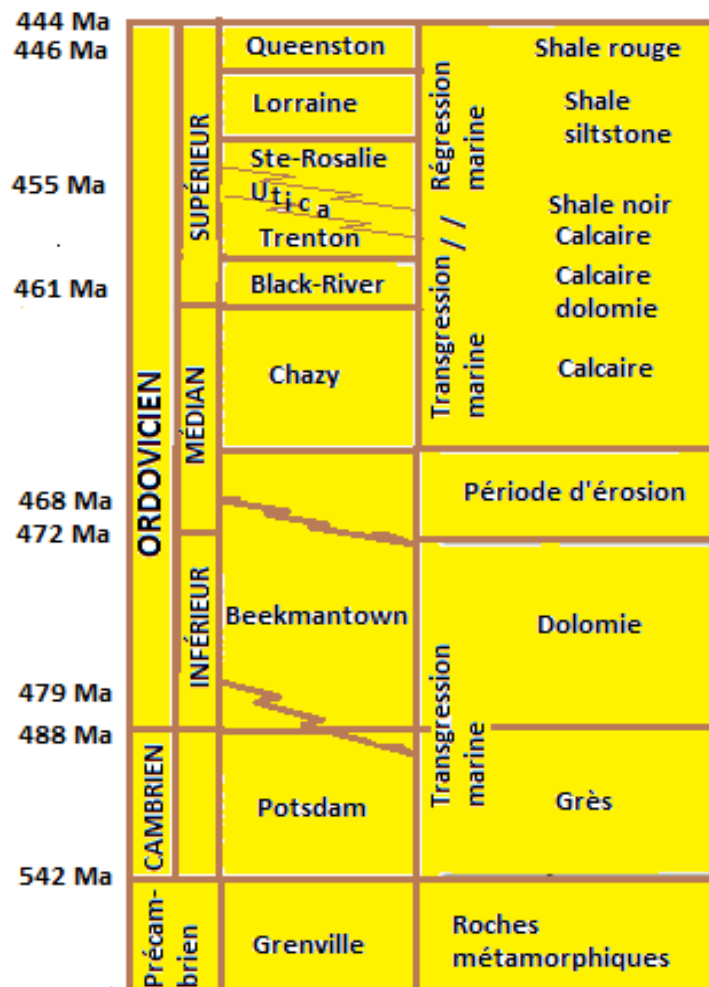 444 Ma
446 Ma
455 Ma
461 Ma
468 Ma
472 Ma
479 Ma
488 Ma
542 Ma
ORDOVICIEN
CAMBRIEN
Précam-
brien
SUPÉRIEUR
MÉDIAN
INFÉRIEUR
Queenston
Lorraine
Ste-Rosalie
Utica
Trenton
Black-River
Chazy
Beekmantown
Potsdam
Grenville
Régression
marine
//
Transgression
marine
Transgression
marine
Shale rouge
Shale
siltstone
Shale noir
Calcaire
Calcaire
dolomie
Calcaire
Période d'érosion
Dolomie
Grès
Roches
métamorphiques